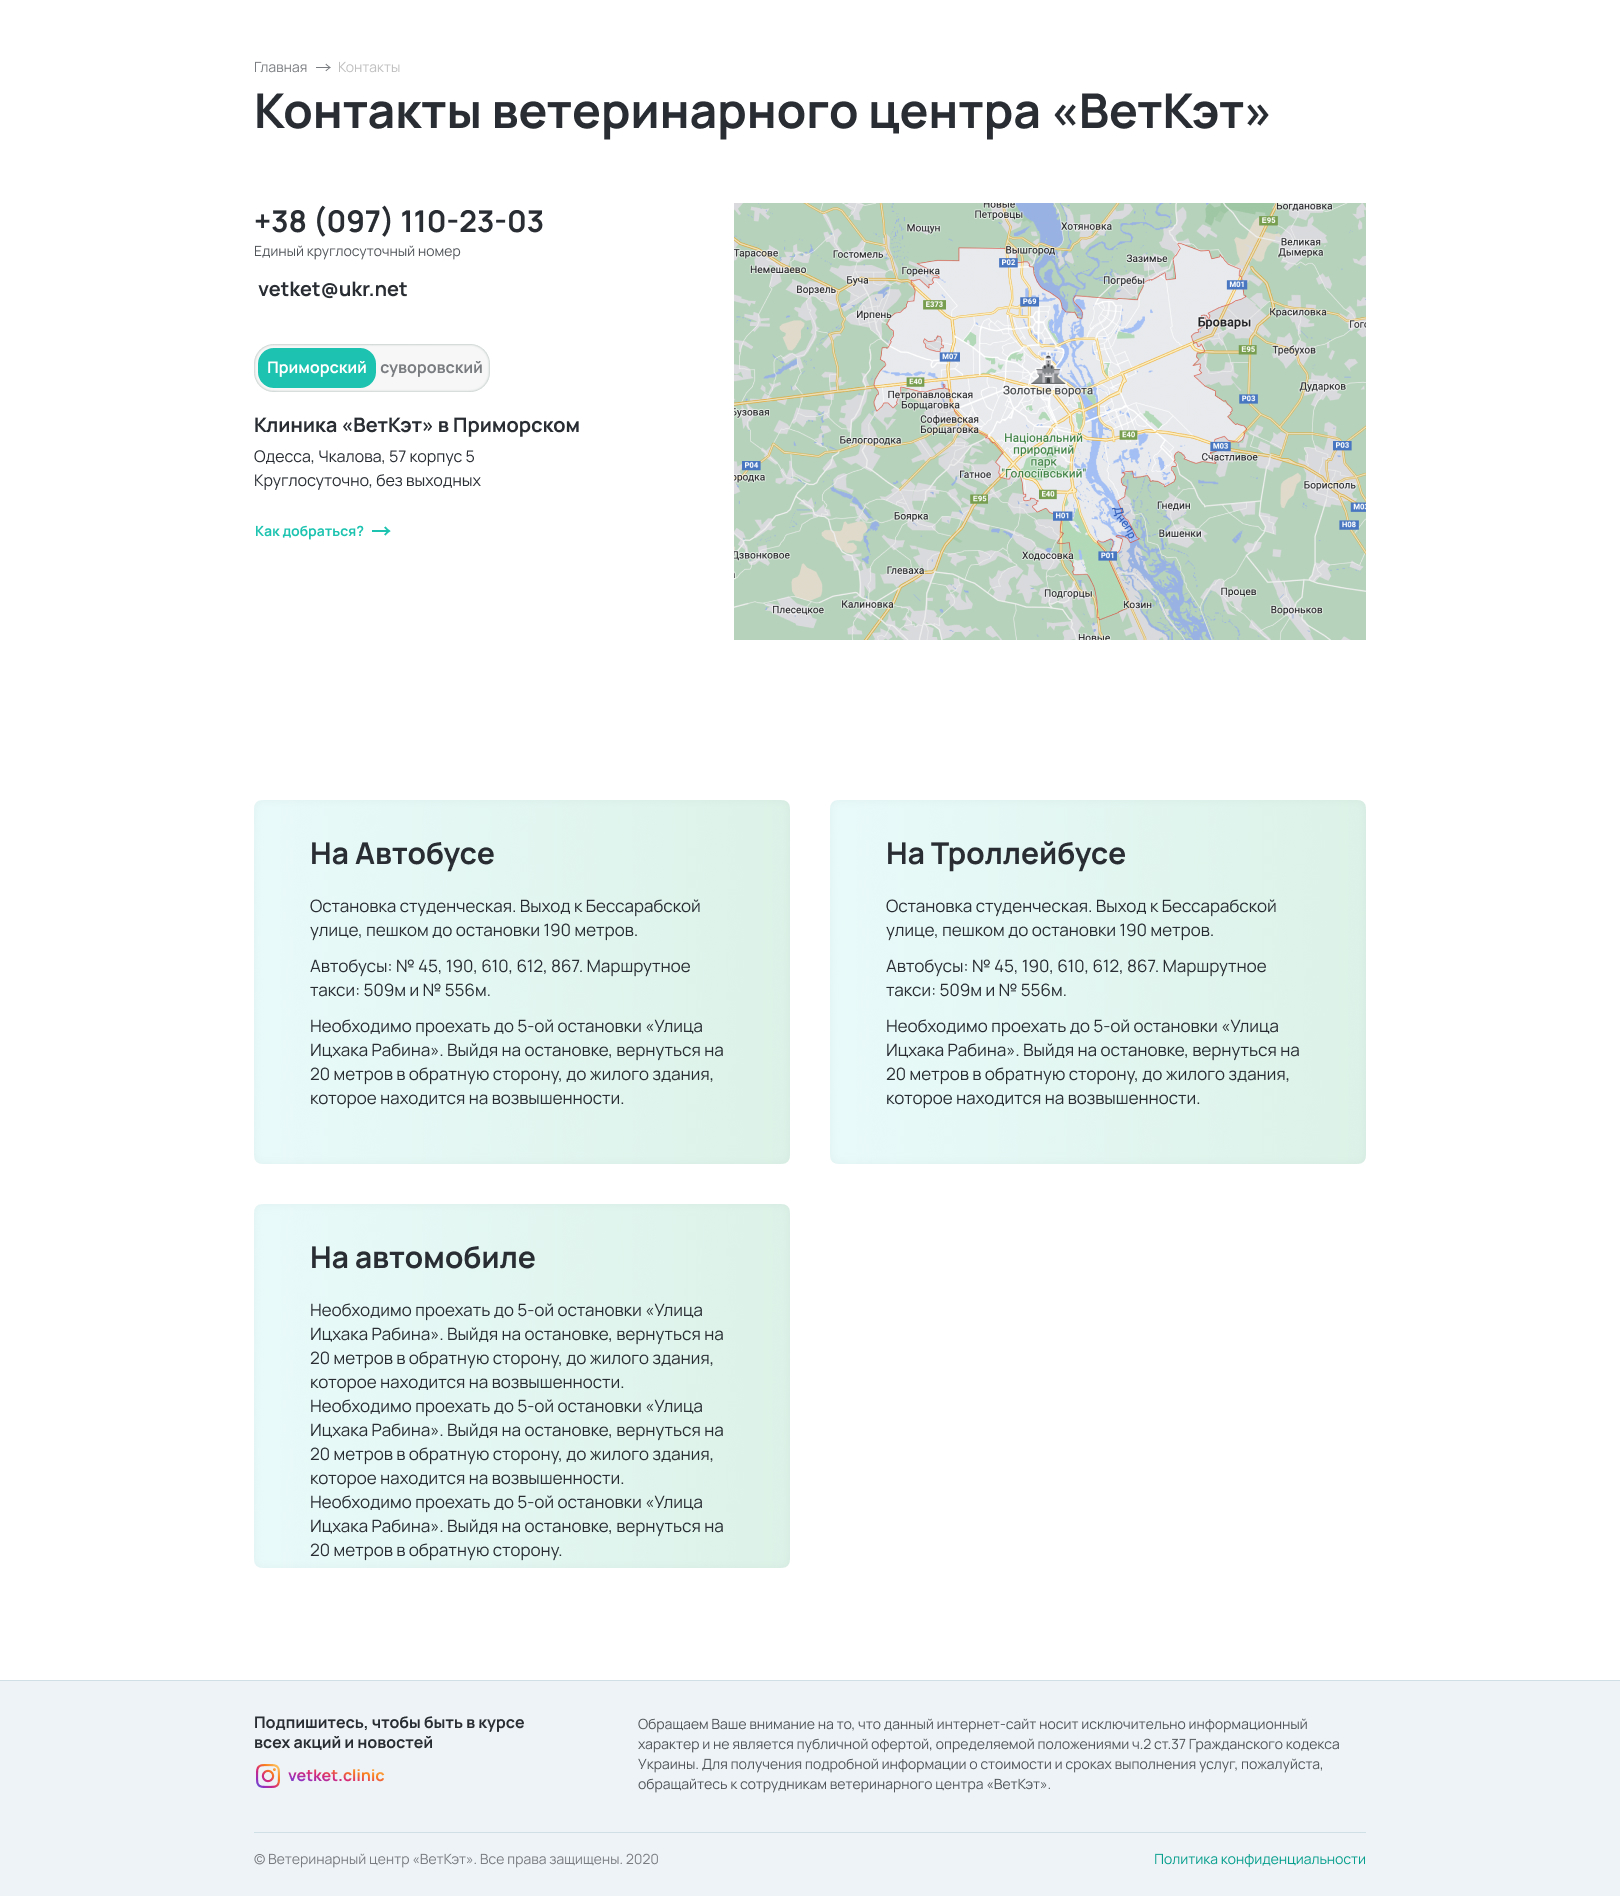 Главная → Контакты
Контакты ветеринарного центра «ВетКэт»
+38 (097) 110-23-03
Единый круглосуточный номер
vetket@ukr.net
Приморский суворовский
Клиника «ВетКэт» в Приморском
Одесса, Чкалова, 57 корпус 5
Круглосуточно, без выходных
Как добраться? →
Новые
Петровцы
Богдановка
E95
Мощун
Хотяновка
Великая
Дымерка
Тарасове
Гостомель
Вышгород
P02
Зазимье
Немешаево
Горенка
Буча
Погребы
M01
Ворзель
E373
P69
Ирпень
Бровары
Красиловка
M07
E95
Требухов
E40
Золотые ворота
Дударков
Петропавловская
Борщаговка
P03
Бузовая
Софиевская
Борщаговка
Белогородка
Національний
природний
парк
"Голосіївський"
E40
M03
P03
Счастливое
P04
Гатное
Борисполь
E95
E40
Гнедин
Боярка
H01
Днепр
H08
Вишенки
Дзвонковое
Ходосовка
P01
Глеваха
Подгорцы
Процев
Плесецкое
Калиновка
Козин
Вороньков
Новые
На Автобусе
Остановка студенческая. Выход к Бессарабской
улице, пешком до остановки 190 метров.
Автобусы: № 45, 190, 610, 612, 867. Маршрутное
такси: 509м и № 556м.
Необходимо проехать до 5-ой остановки «Улица
Ицхака Рабина». Выйдя на остановке, вернуться на
20 метров в обратную сторону, до жилого здания,
которое находится на возвышенности.
На Троллейбусе
Остановка студенческая. Выход к Бессарабской
улице, пешком до остановки 190 метров.
Автобусы: № 45, 190, 610, 612, 867. Маршрутное
такси: 509м и № 556м.
Необходимо проехать до 5-ой остановки «Улица
Ицхака Рабина». Выйдя на остановке, вернуться на
20 метров в обратную сторону, до жилого здания,
которое находится на возвышенности.
На автомобиле
Необходимо проехать до 5-ой остановки «Улица
Ицхака Рабина». Выйдя на остановке, вернуться на
20 метров в обратную сторону, до жилого здания,
которое находится на возвышенности.
Необходимо проехать до 5-ой остановки «Улица
Ицхака Рабина». Выйдя на остановке, вернуться на
20 метров в обратную сторону, до жилого здания,
которое находится на возвышенности.
Необходимо проехать до 5-ой остановки «Улица
Ицхака Рабина». Выйдя на остановке, вернуться на
20 метров в обратную сторону.
Подпишитесь, чтобы быть в курсе
всех акций и новостей
vetket.clinic
Обращаем Ваше внимание на то, что данный интернет-сайт носит исключительно информационный
характер и не является публичной офертой, определяемой положениями ч.2 ст.37 Гражданского кодекса
Украины. Для получения подробной информации о стоимости и сроках выполнения услуг, пожалуйста,
обращайтесь к сотрудникам ветеринарного центра «ВетКэт».
© Ветеринарный центр «ВетКэт». Все права защищены. 2020
Политика конфиденциальности